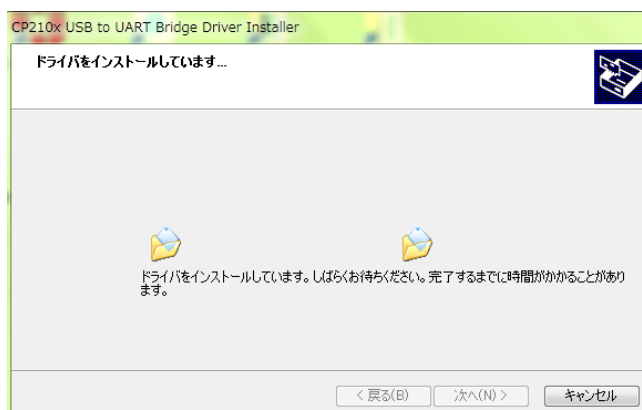 CP210x USB to UART Bridge Driver Installer
ドライバをインストールしています...
ドライバをインストールしています。しばらくお待ちください。完了するまでに時間がかかることがあり
ます。
< 戻る(B)
次へ(N) >
キャンセル